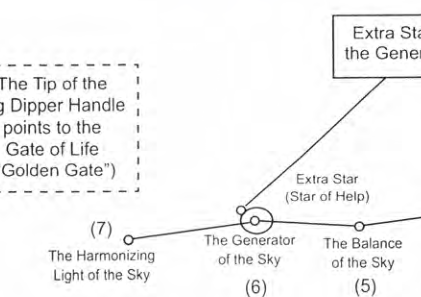 Extra Sta
the Gener
The Tip of the
g Dipper Handle
points to the
Gate of Life
Golden Gate”)
Extra Star
(Star of Help)
(7)
The Harmonizing
Light of the Sky
The Generator
of the Sky
(6)
The Balance
of the Sky
(5)